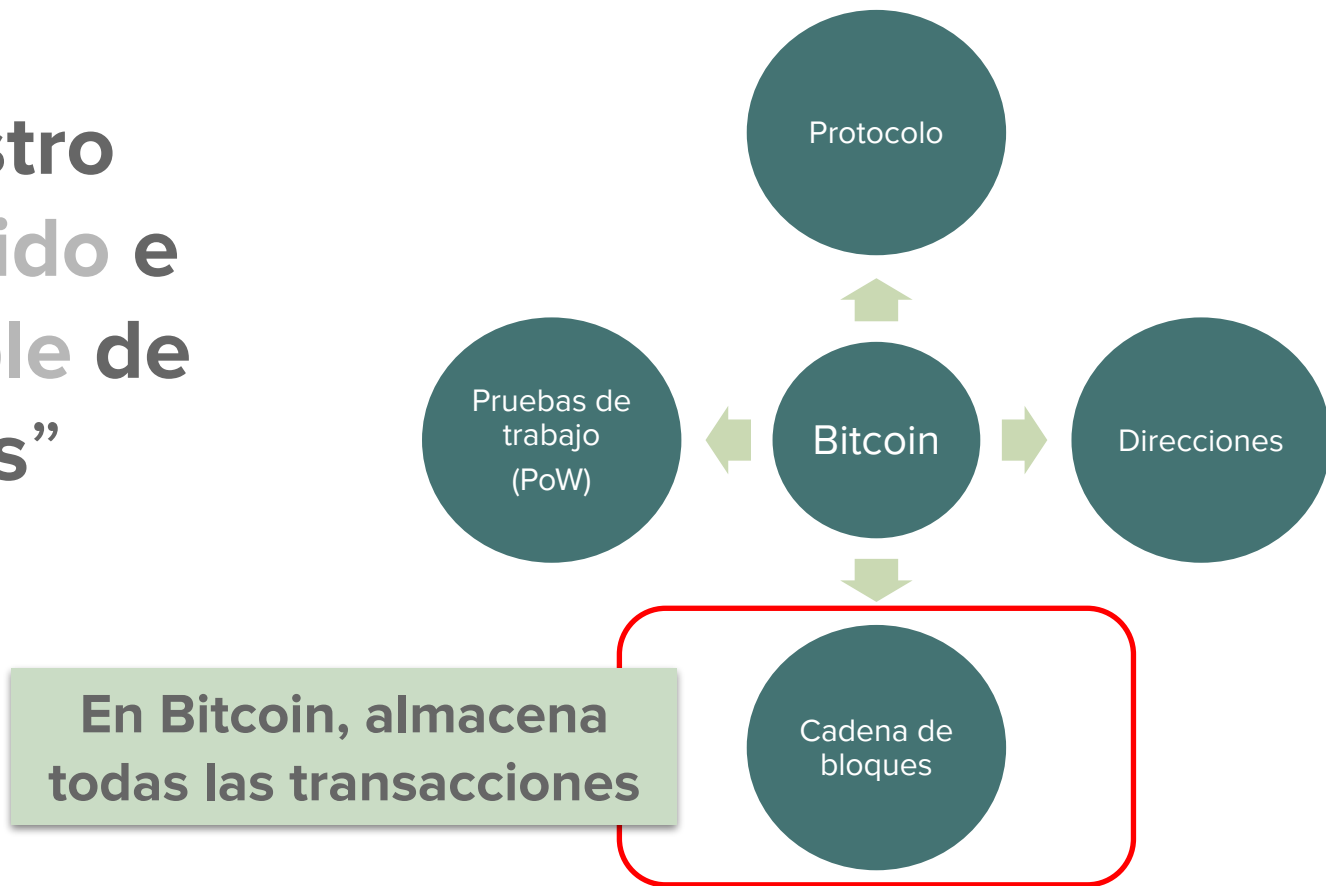 stro
ido e
le de
s”
Protocolo
Pruebas de
trabajo
(PoW)
Bitcoin
Direcciones
En Bitcoin, almacena
todas las transacciones
Cadena de
bloques